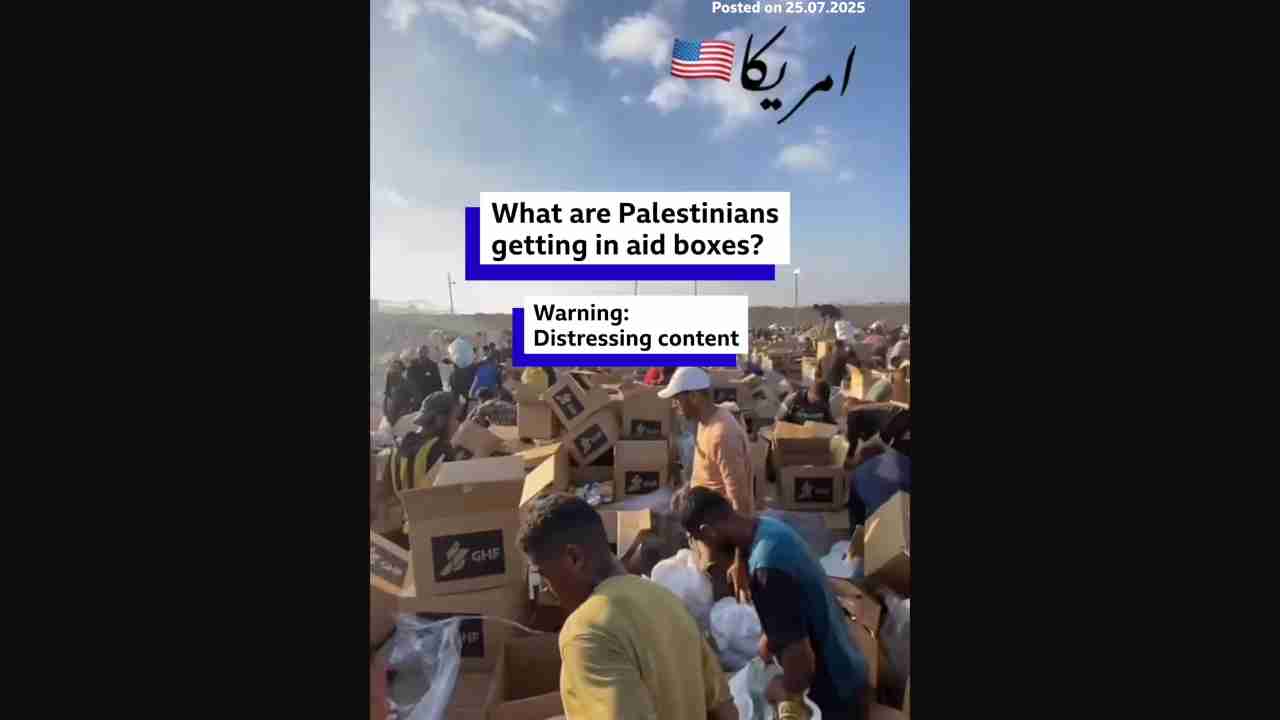 Posted on 25.07.2025
امریکا
What are Palestinians
getting in aid boxes?
Warning:
Distressing content
GHF
GHF